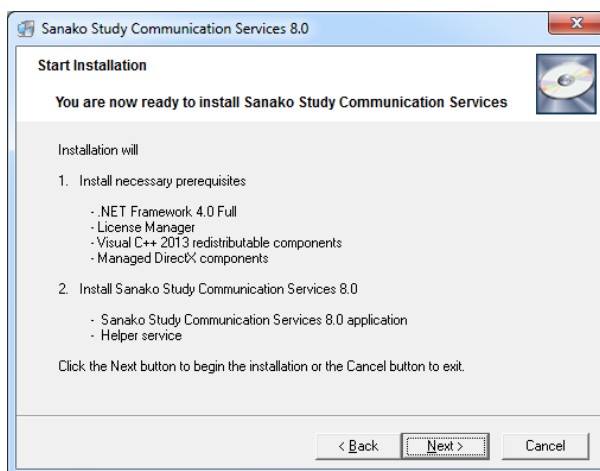 Sanako Study Communication Services 8.0
Start Installation
You are now ready to install Sanako Study Communication Services
Installation will
1. Install necessary prerequisites
- .NET Framework 4.0 Full
- License Manager
- Visual C++ 2013 redistributable components
- Managed DirectX components
2. Install Sanako Study Communication Services 8.0
- Sanako Study Communication Services 8.0 application
- Helper service
Click the Next button to begin the installation or the Cancel button to exit.
< Back Next > Cancel